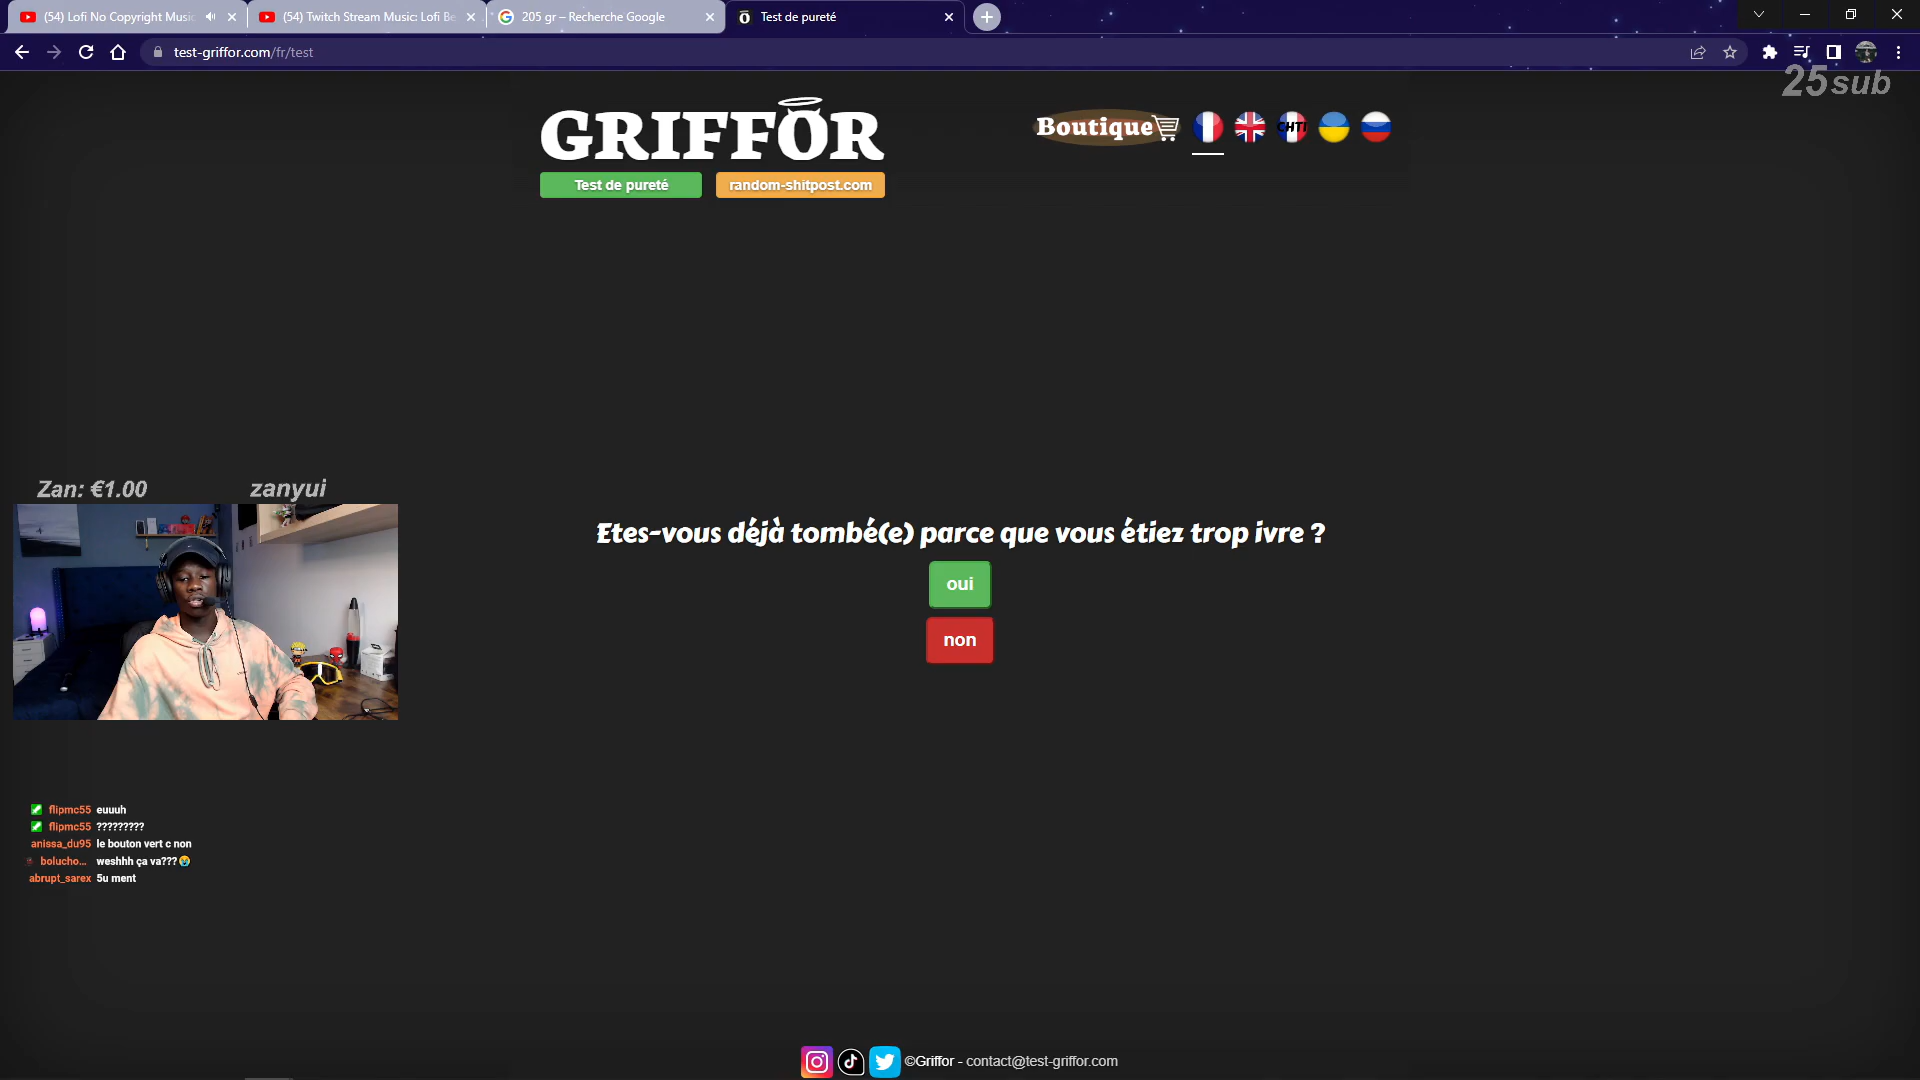 (54) Lofi No Copyright Music
(54) Twitch Stream Music: Lofi Be
205 gr – Recherche Google
Test de pureté
test-griffor.com/fr/test
25 sub
GRIFFOR
Boutique
CHTI
Test de pureté
random-shitpost.com
Zan: €1.00
zanyui
Etes-vous déjà tombé(e) parce que vous étiez trop ivre ?
oui
non
flipmc55 euuuh
flipmc55 ?????????
anissa_du95 le bouton vert c non
bolucho... weshhh ça va???😭
abrupt_sarex 5u ment
©Griffor - contact@test-griffor.com